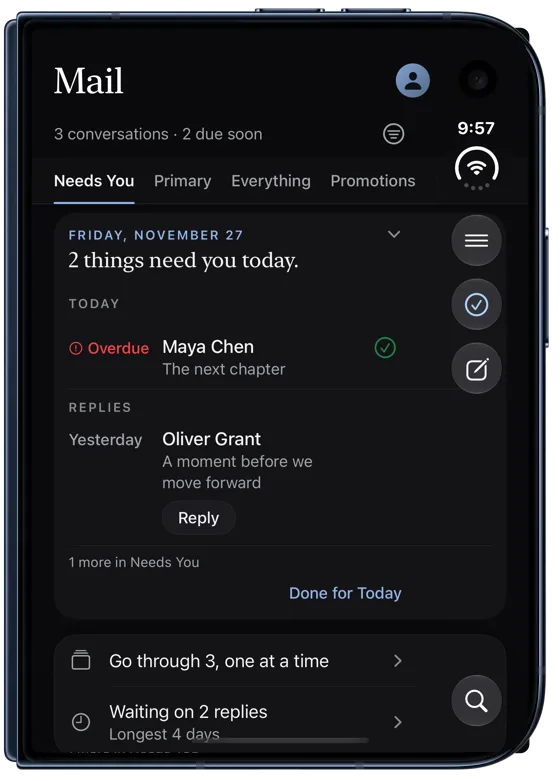 Mail
3 conversations · 2 due soon
9:57
Needs You Primary Everything Promotions
FRIDAY, NOVEMBER 27
2 things need you today.
TODAY
Overdue Maya Chen
The next chapter
REPLIES
Yesterday Oliver Grant
A moment before we
move forward
Reply
1 more in Needs You
Done for Today
Go through 3, one at a time
Waiting on 2 replies
Longest 4 days